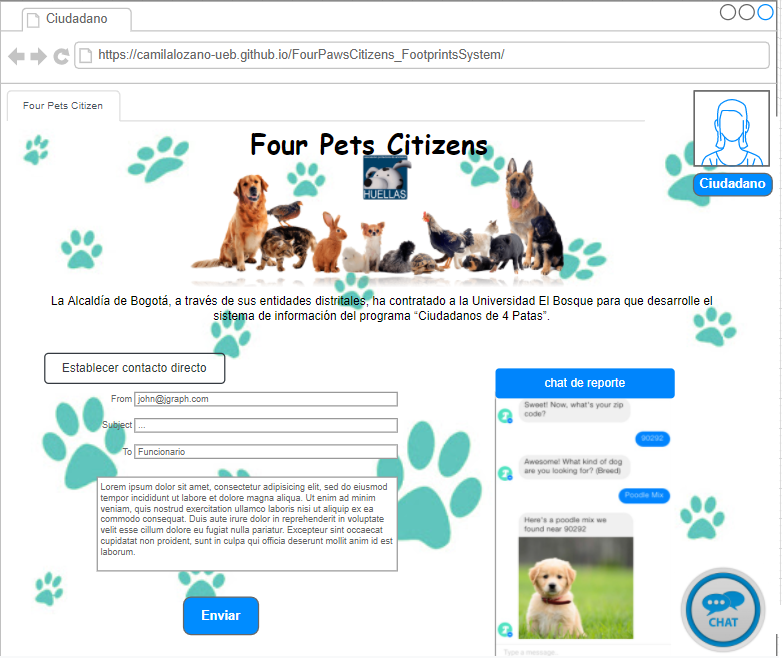 Ciudadano
https://camilalozano-ueb.github.io/FourPawsCitizens_FootprintsSystem/
Four Pets Citizen
Four Pets Citizens
HUELLAS
Ciudadano
La Alcaldía de Bogotá, a través de sus entidades distritales, ha contratado a la Universidad El Bosque para que desarrolle el
sistema de información del programa “Ciudadanos de 4 Patas”.
Establecer contacto directo
From john@jgraph.com
Subject ...
To Funcionario
Lorem ipsum dolor sit amet, consectetur adipisicing elit, sed do eiusmod
tempor incididunt ut labore et dolore magna aliqua. Ut enim ad minim
veniam, quis nostrud exercitation ullamco laboris nisi ut aliquip ex ea
commodo consequat. Duis aute irure dolor in reprehenderit in voluptate
velit esse cillum dolore eu fugiat nulla pariatur. Excepteur sint occaecat
cupidatat non proident, sunt in culpa qui officia deserunt mollit anim id est
laborum.
Enviar
chat de reporte
Sweet! Now, what's your zip
code?
90292
Awesome! What kind of dog
are you looking for? (Breed)
Poodle Mix
Here's a poodle mix we
found near 90292
Type a message..
CHAT